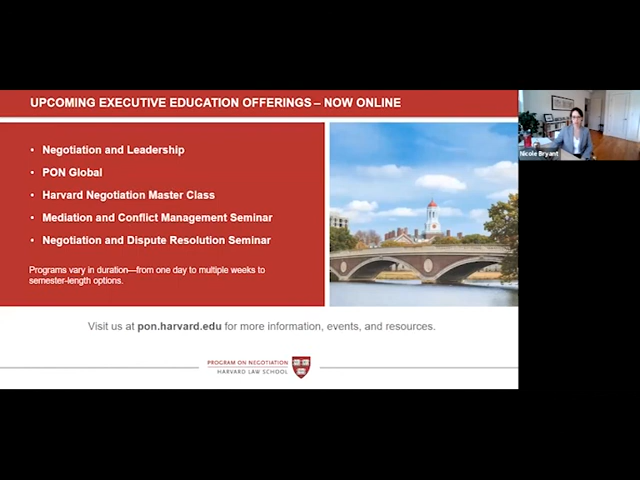 UPCOMING EXECUTIVE EDUCATION OFFERINGS – NOW ONLINE
• Negotiation and Leadership
• PON Global
• Harvard Negotiation Master Class
• Mediation and Conflict Management Seminar
• Negotiation and Dispute Resolution Seminar
Programs vary in duration—from one day to multiple weeks to
semester-length options.
Visit us at pon.harvard.edu for more information, events, and resources.
PROGRAM ON NEGOTIATION
HARVARD LAW SCHOOL
Nicole Bryant